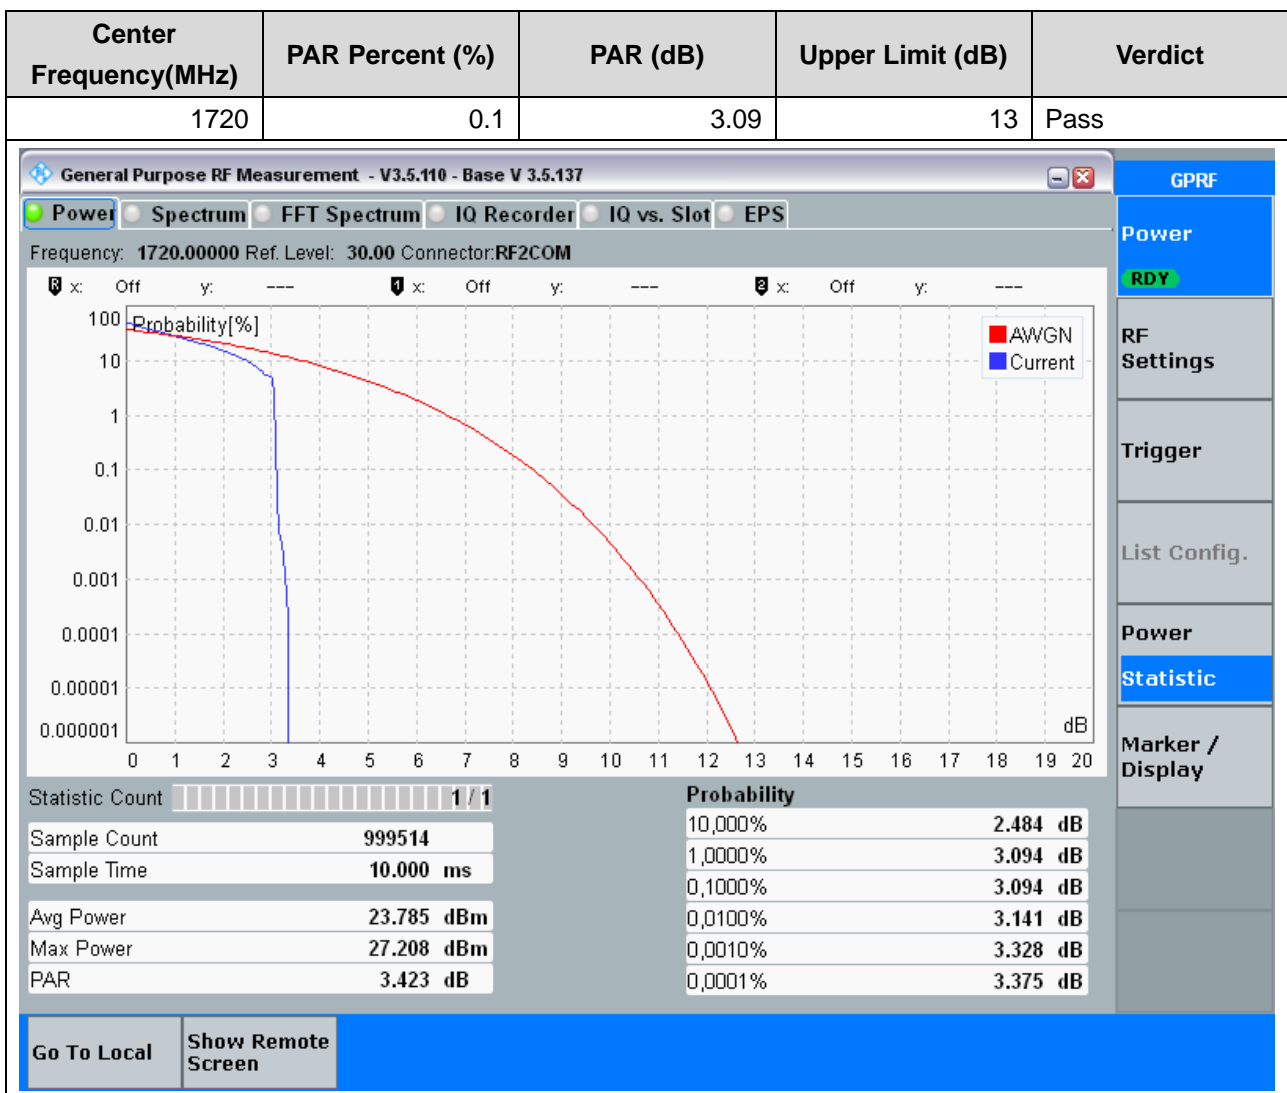 Center Frequency(MHz) PAR Percent (%) PAR (dB) Upper Limit (dB) Verdict
1720 0.1 3.09 13 Pass
General Purpose RF Measurement - V3.5.110 - Base V 3.5.137
Power Spectrum FFT Spectrum IQ Recorder IQ vs. Slot EPS
Frequency: 1720.00000 Ref. Level: 30.00 Connector:RF2COM
R x: Off y: --- 1 x: Off y: --- 2 x: Off y: ---
Probability[%]
AWGN
Current
100
10
1
0.1
0.01
0.001
0.0001
0.00001
0.000001
dB
0 1 2 3 4 5 6 7 8 9 10 11 12 13 14 15 16 17 18 19 20
Statistic Count 1 / 1
Sample Count 999514
Sample Time 10.000 ms
Avg Power 23.785 dBm
Max Power 27.208 dBm
PAR 3.423 dB
Probability
10,000% 2.484 dB
1,0000% 3.094 dB
0,1000% 3.094 dB
0,0100% 3.141 dB
0,0010% 3.328 dB
0,0001% 3.375 dB
GPRF
Power
RDY
RF
Settings
Trigger
List Config.
Power
Statistic
Marker /
Display
Go To Local
Show Remote
Screen